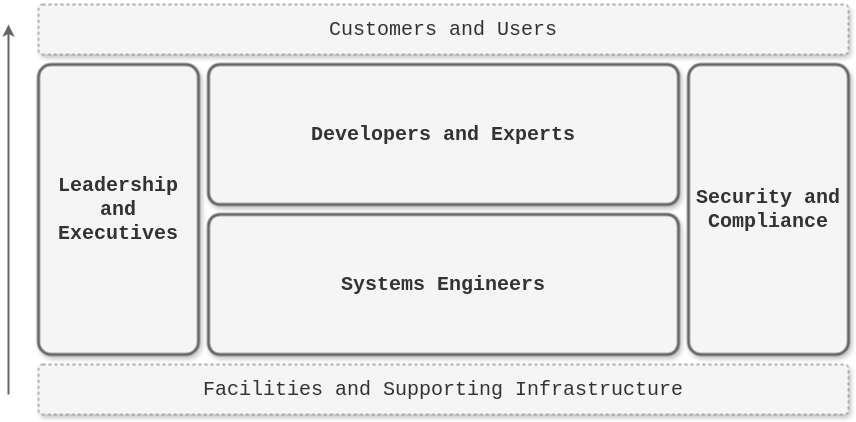 Customers and Users
Developers and Experts
Leadership
and
Executives
Security and
Compliance
Systems Engineers
Facilities and Supporting Infrastructure